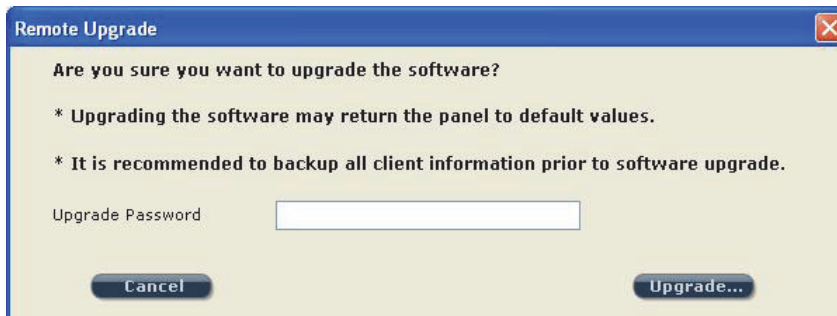 Remote Upgrade
Are you sure you want to upgrade the software?
* Upgrading the software may return the panel to default values.
* It is recommended to backup all client information prior to software upgrade.
Upgrade Password
Cancel
Upgrade...